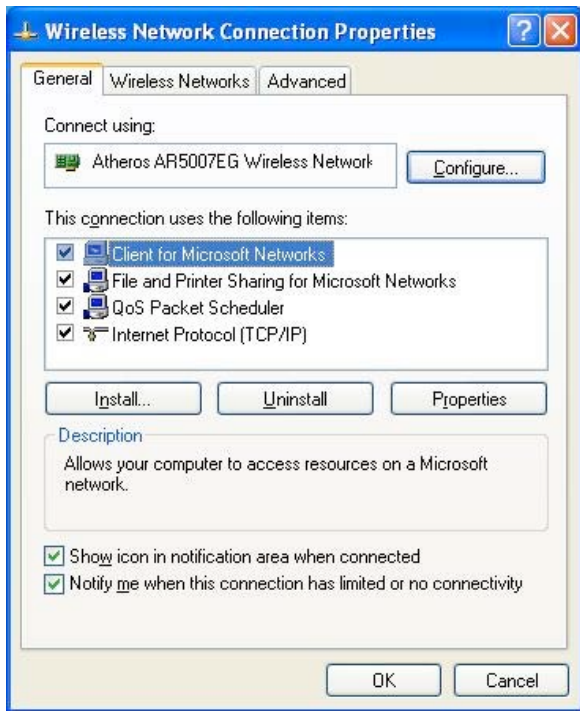 Wireless Network Connection Properties
General Wireless Networks Advanced
Connect using:
Atheros AR5007EG Wireless Network
Configure...
This connection uses the following items:
Client for Microsoft Networks
File and Printer Sharing for Microsoft Networks
QoS Packet Scheduler
Internet Protocol (TCP/IP)
Install... Uninstall Properties
Description
Allows your computer to access resources on a Microsoft
network.
Show icon in notification area when connected
Notify me when this connection has limited or no connectivity
OK Cancel